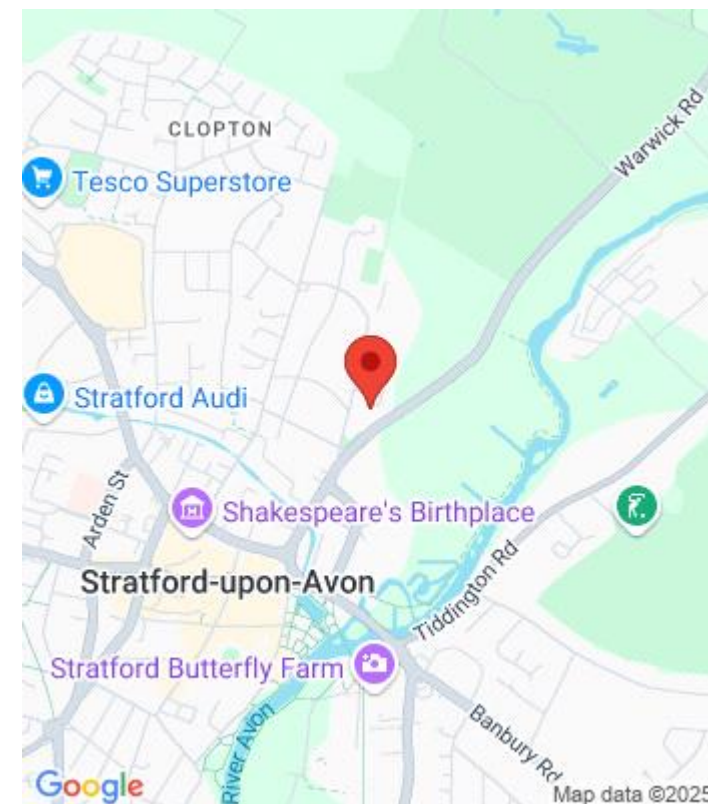 CLOPTON
Warwick Rd
Tesco Superstore
Stratford Audi
Arden St
Shakespeare's Birthplace
Stratford-upon-Avon
Tiddington Rd
Stratford Butterfly Farm
River Avon
Banbury Rd
Google
Map data ©2025